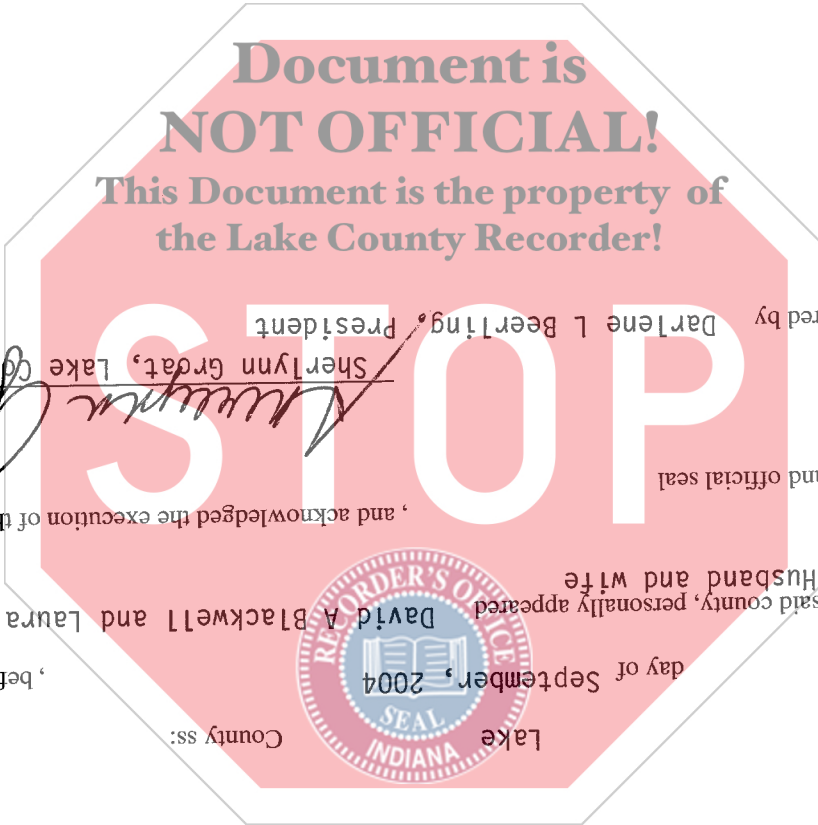 Document is
NOT OFFICIAL!
This Document is the property of
the Lake County Recorder!
STOP
RECORDER'S OFFICE
SEAL
INDIANA
Lake County ss:
day of September, 2004
said county, personally appeared David A Blackwell and Laura
Husband and wife
, and acknowledged the execution of
and official seal
Sherlynn Groat, Lake
by Darlene L Beerling, President